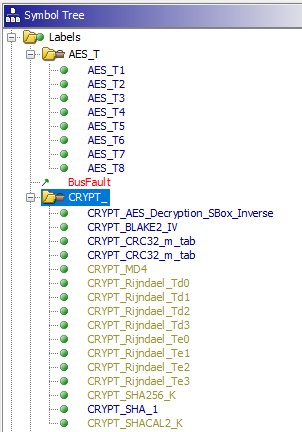 Symbol Tree
Labels
AES_T
AES_T1
AES_T2
AES_T3
AES_T4
AES_T5
AES_T6
AES_T7
AES_T8
BusFault
CRYPT_
CRYPT_AES_Decryption_SBox_Inverse
CRYPT_BLAKE2_IV
CRYPT_CRC32_m_tab
CRYPT_CRC32_m_tab
CRYPT_MD4
CRYPT_Rijndael_Td0
CRYPT_Rijndael_Td1
CRYPT_Rijndael_Td2
CRYPT_Rijndael_Td3
CRYPT_Rijndael_Te0
CRYPT_Rijndael_Te1
CRYPT_Rijndael_Te2
CRYPT_Rijndael_Te3
CRYPT_SHA256_K
CRYPT_SHA_1
CRYPT_SHACAL2_K